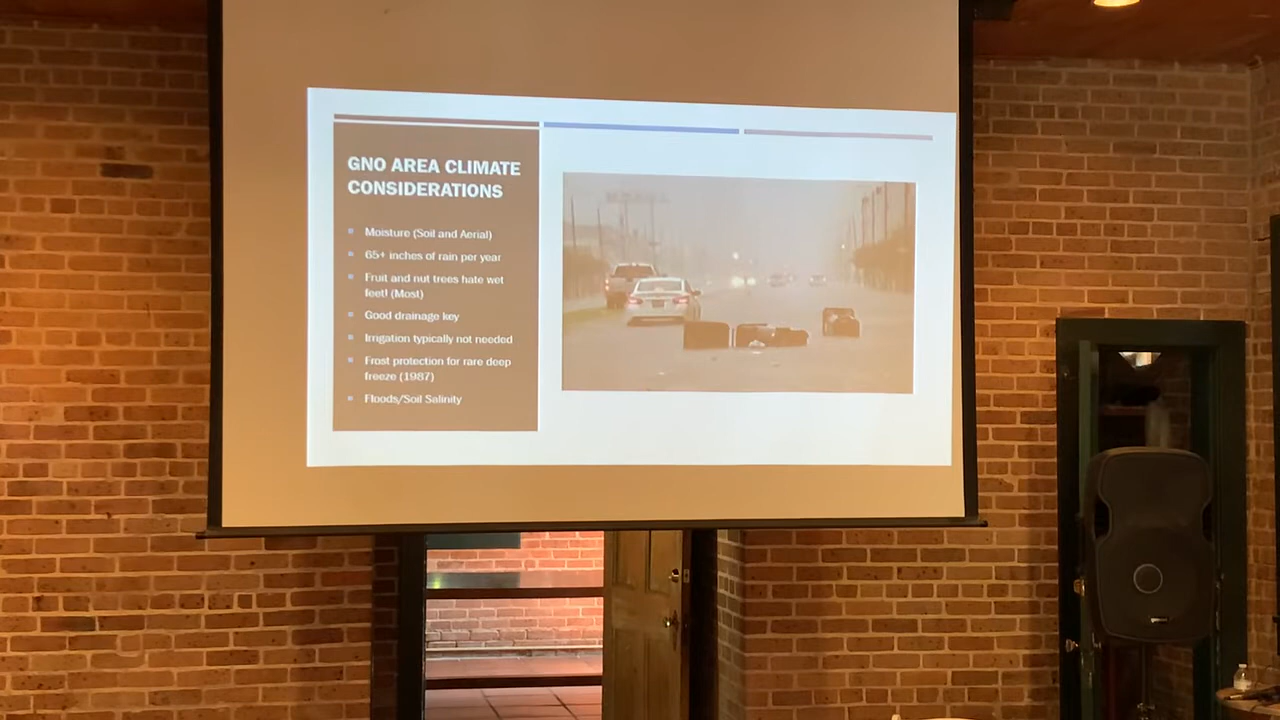 GNO AREA CLIMATE
CONSIDERATIONS
Moisture (Soil and Aerial)
65+ inches of rain per year
Fruit and nut trees hate wet
feet! (Most)
Good drainage key
Irrigation typically not needed
Frost protection for rare deep
freeze (1987)
Floods/Soil Salinity